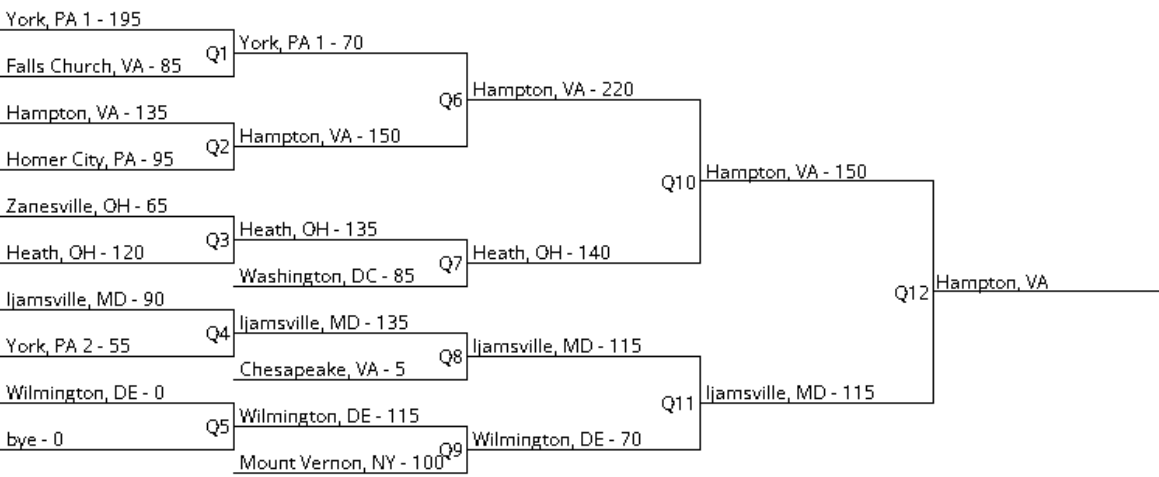 York, PA 1 - 195
Q1
Falls Church, VA - 85
York, PA 1 - 70
Hampton, VA - 135
Q2
Homer City, PA - 95
Hampton, VA - 150
Q6
Hampton, VA - 220
Zanesville, OH - 65
Q3
Heath, OH - 120
Heath, OH - 135
Washington, DC - 85
Q7
Heath, OH - 140
Q10
Hampton, VA - 150
Ijamsville, MD - 90
Q4
York, PA 2 - 55
Ijamsville, MD - 135
Chesapeake, VA - 5
Q8
Ijamsville, MD - 115
Wilmington, DE - 0
Q5
bye - 0
Wilmington, DE - 115
Mount Vernon, NY - 100
Q9
Wilmington, DE - 70
Q11
Ijamsville, MD - 115
Q12
Hampton, VA